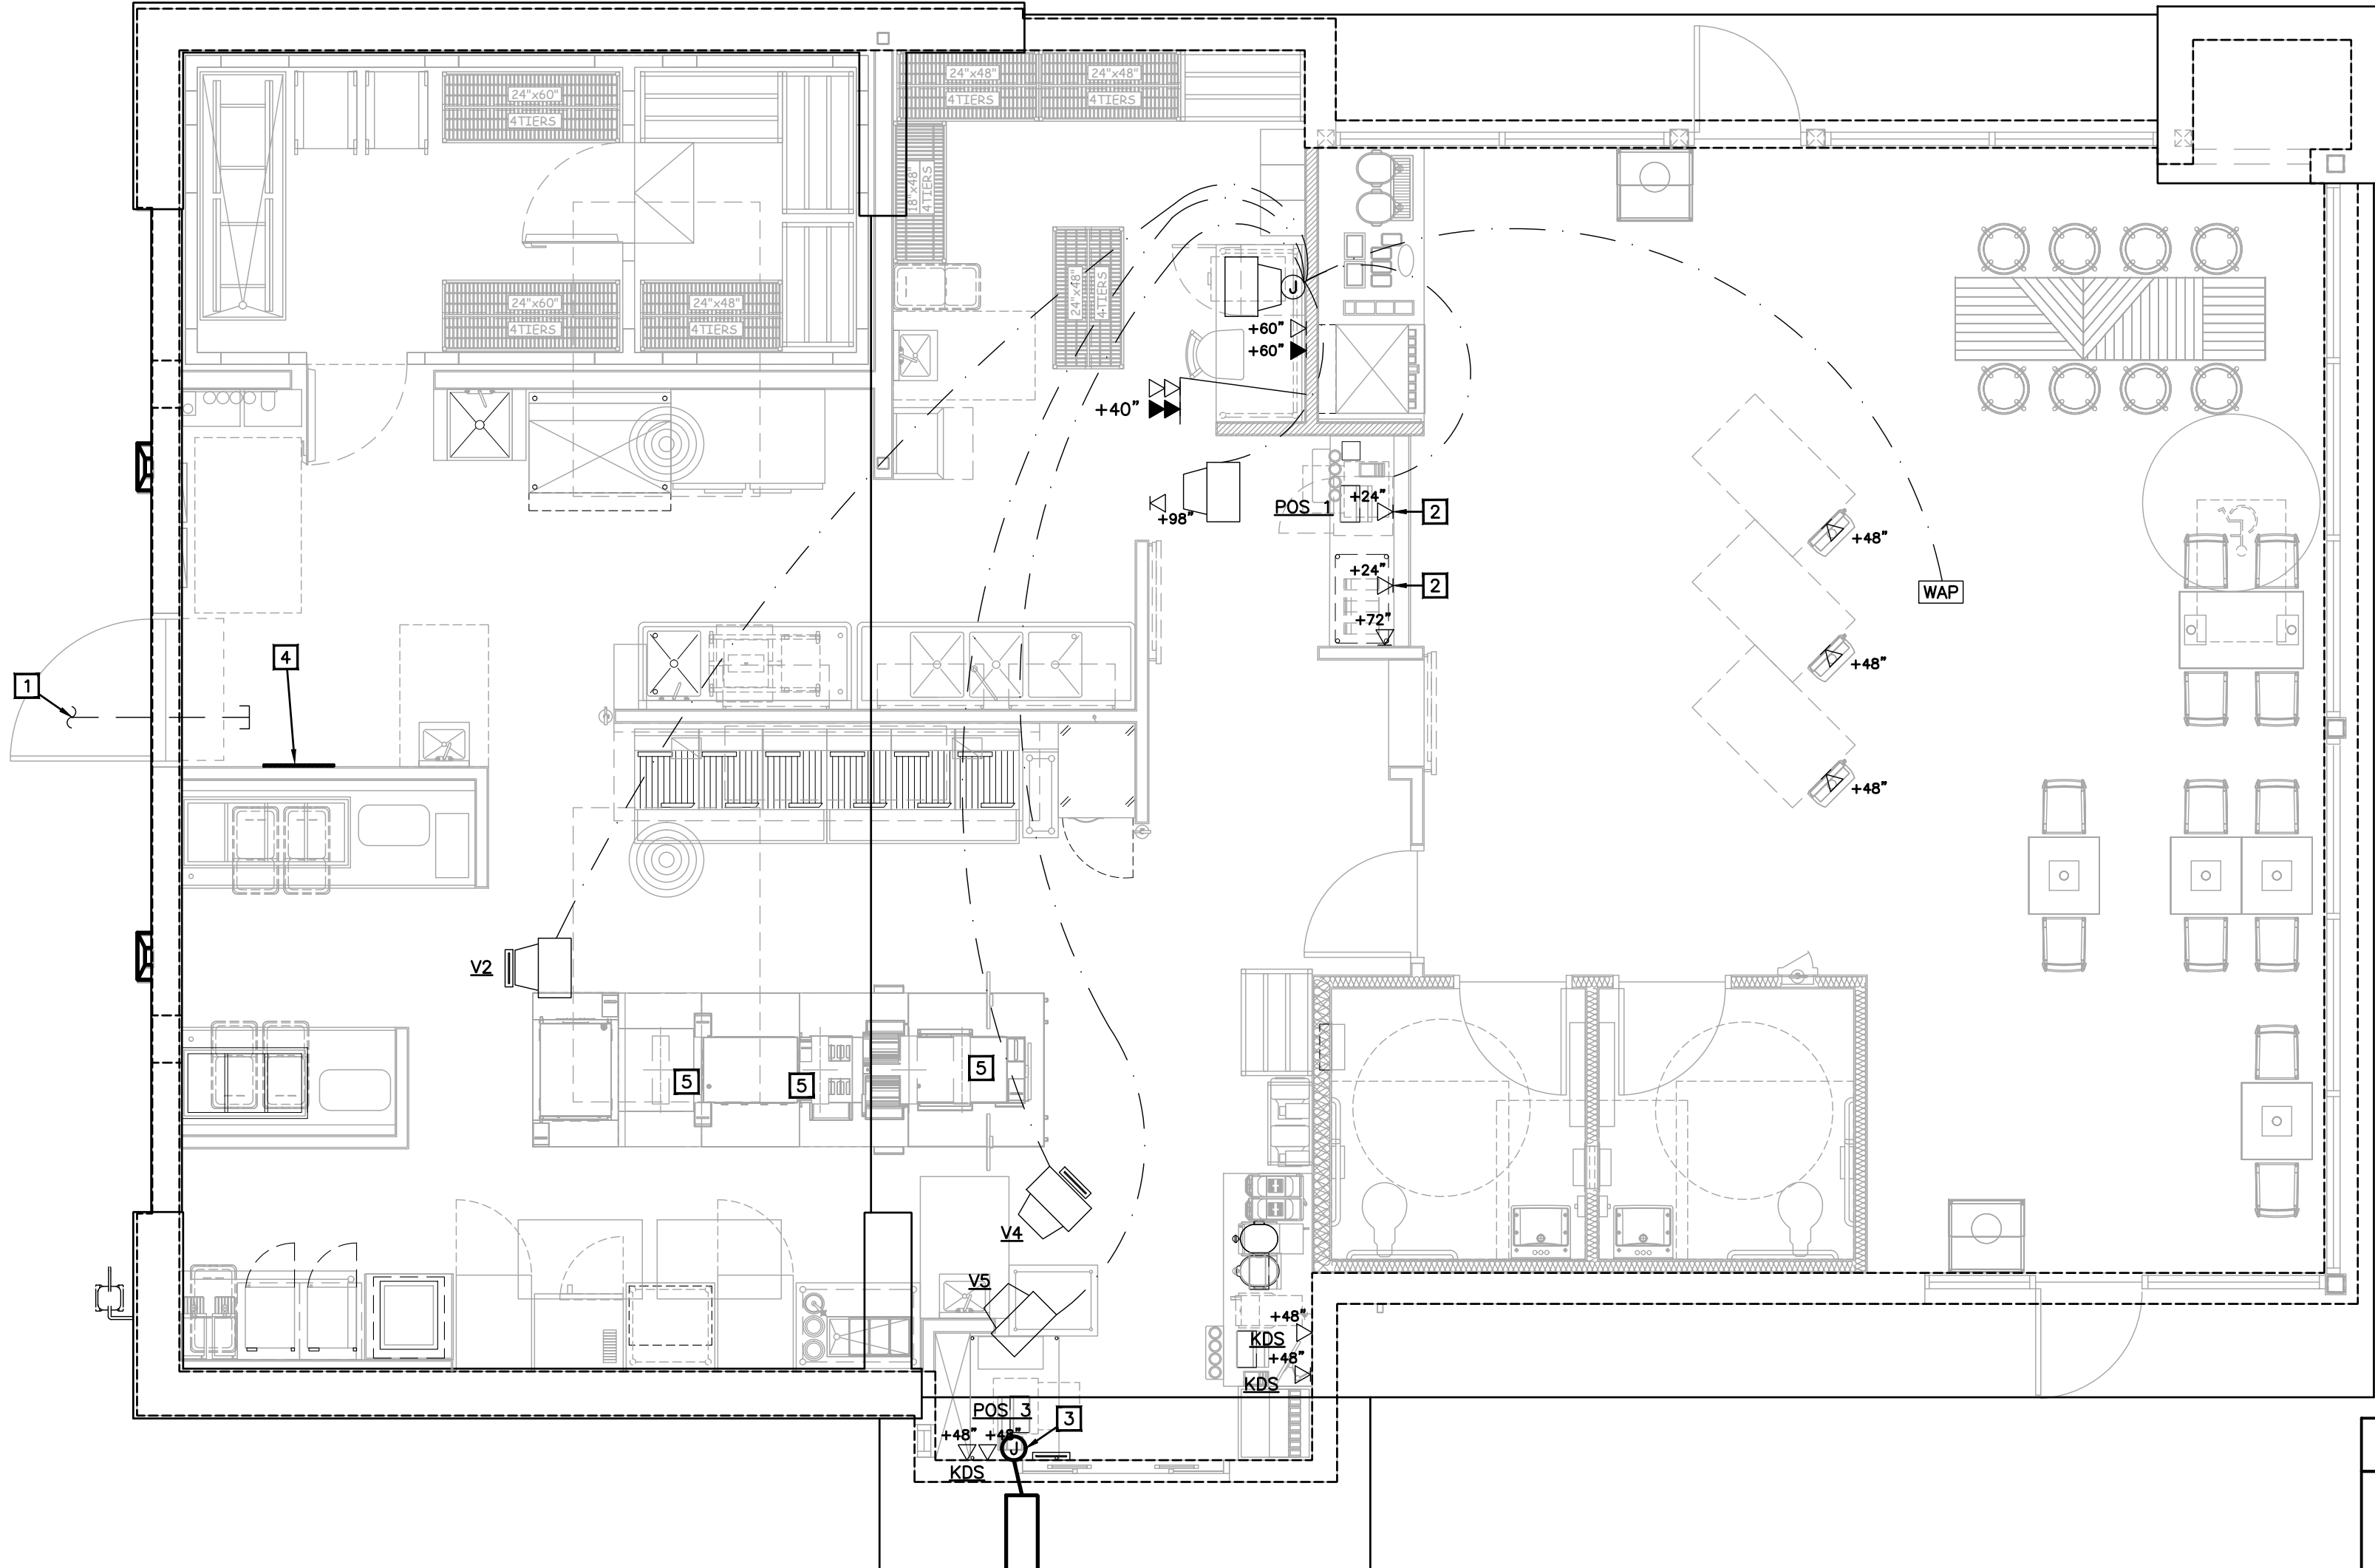 24"x48"
4TIERS
24"x48"
4TIERS
24"x60"
4TIERS
18"x48"
4TIERS
24"x48"
4-TIERS
J
24"x60"
4TIERS
24"x48"
4TIERS
+60"
+60"
+40"
+98"
POS 1
+24"
2
+24"
2
+72"
+48"
WAP
+48"
+48"
1
4
V2
5
5
5
V4
V5
+48"
KDS
+48"
KDS
POS 3
3
+48"
+48"
J
KDS